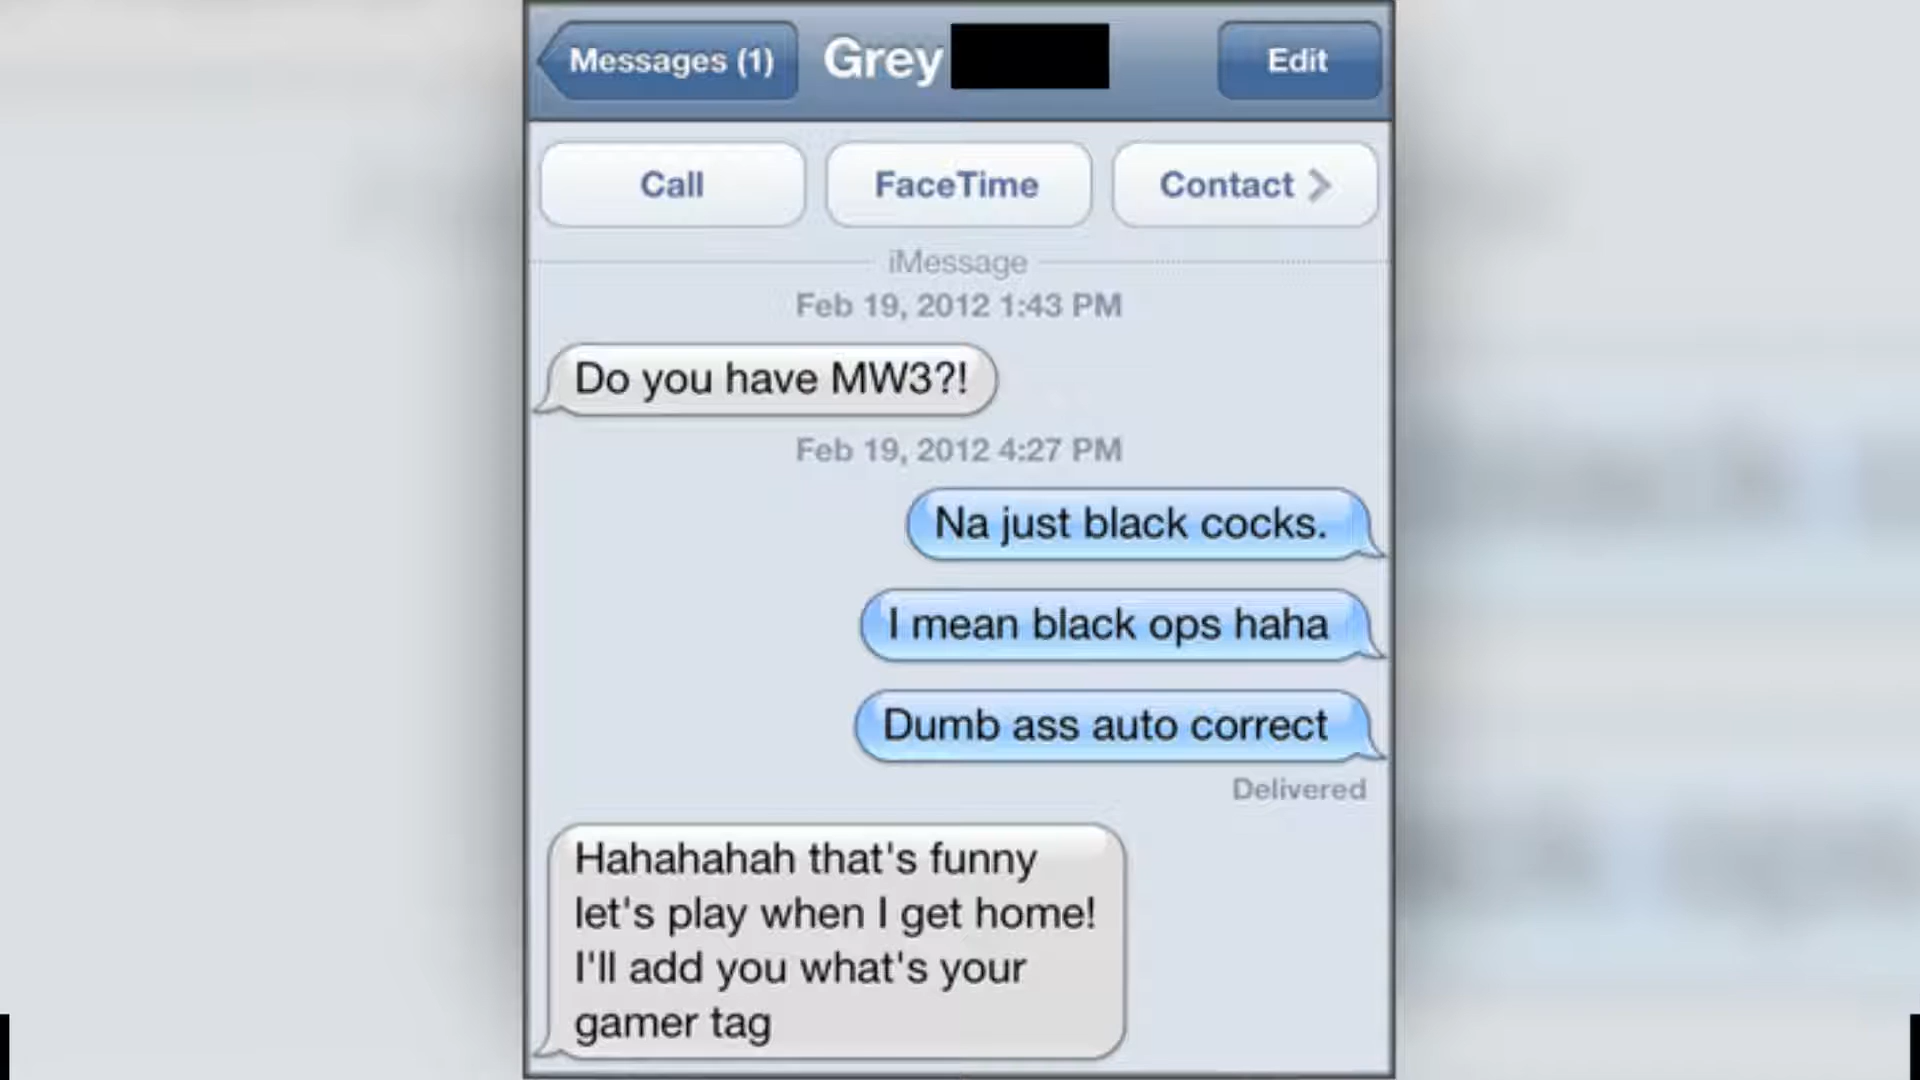 Messages (1) Grey Edit
Call FaceTime Contact
iMessage
Feb 19, 2012 1:43 PM
Do you have MW3?!
Feb 19, 2012 4:27 PM
Na just black cocks.
I mean black ops haha
Dumb ass auto correct
Delivered
Hahahahah that's funny
let's play when I get home!
I'll add you what's your
gamer tag